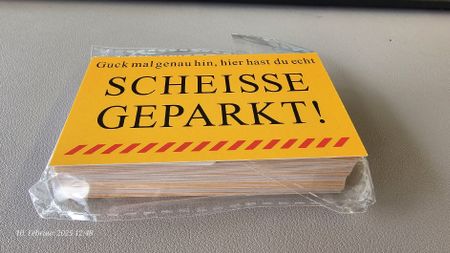 Guck mal genau hin, hier hast du echt
SCHEISSE
GEPARKT!
10. Februar 2025 12:48